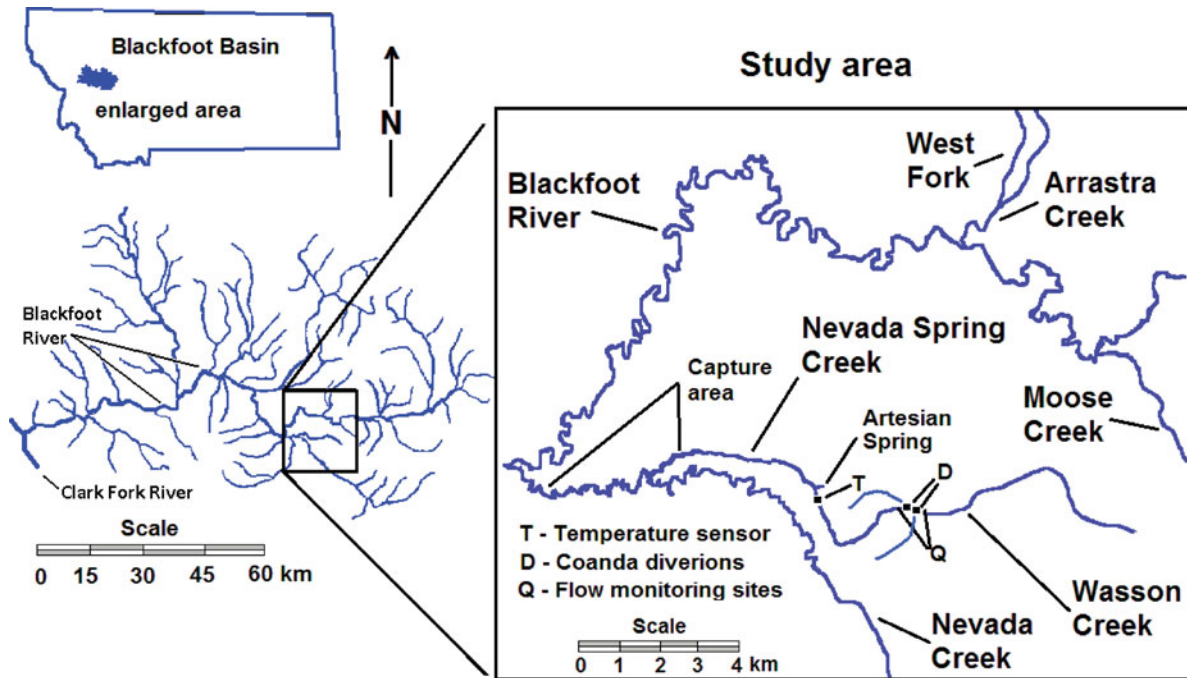 Blackfoot Basin
enlarged area
N
Blackfoot
River
Clark Fork River
Scale
0 15 30 45 60 km
Study area
West
Fork
Arrastra
Creek
Blackfoot
River
Nevada Spring
Creek
Capture
area
Artesian
Spring
Moose
Creek
T
D
Q
T - Temperature sensor
D - Coanda diverions
Q - Flow monitoring sites
Wasson
Creek
Nevada
Creek
Scale
0 1 2 3 4 km